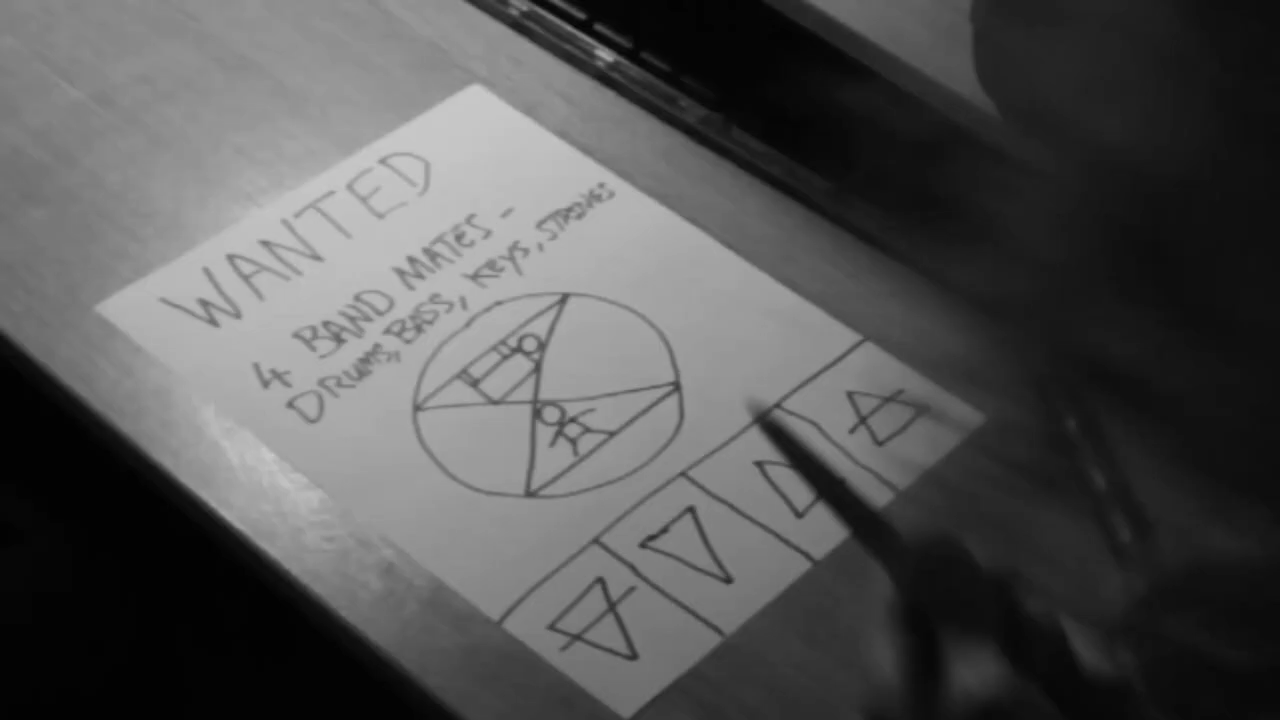 WANTED
4 BAND MATES -
DRUMS, BASS, KEYS, STRINGS